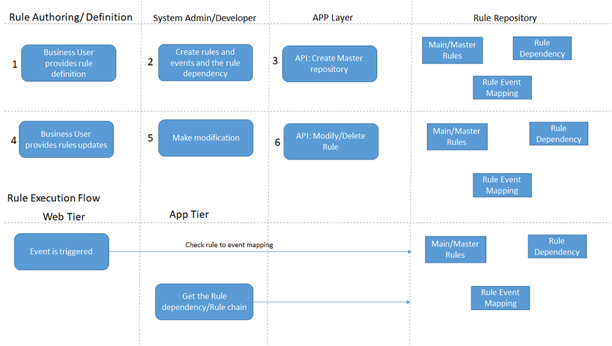 Rule Authoring/ Definition
System Admin/Developer
APP Layer
Rule Repository
1
Business User
provides rule
definition
2
Create rules and
events and the rule
dependency
3
API: Create Master
repository
Main/Master
Rules
Rule
Dependency
Rule Event
Mapping
4
Business User
provides rules updates
5
Make modification
6
API: Modify/Delete
Rule
Main/Master
Rules
Rule
Dependency
Rule Event
Mapping
Rule Execution Flow
Web Tier
App Tier
Event is triggered
Check rule to event mapping
Main/Master
Rules
Rule
Dependency
Get the Rule
dependency/Rule chain
Rule Event
Mapping